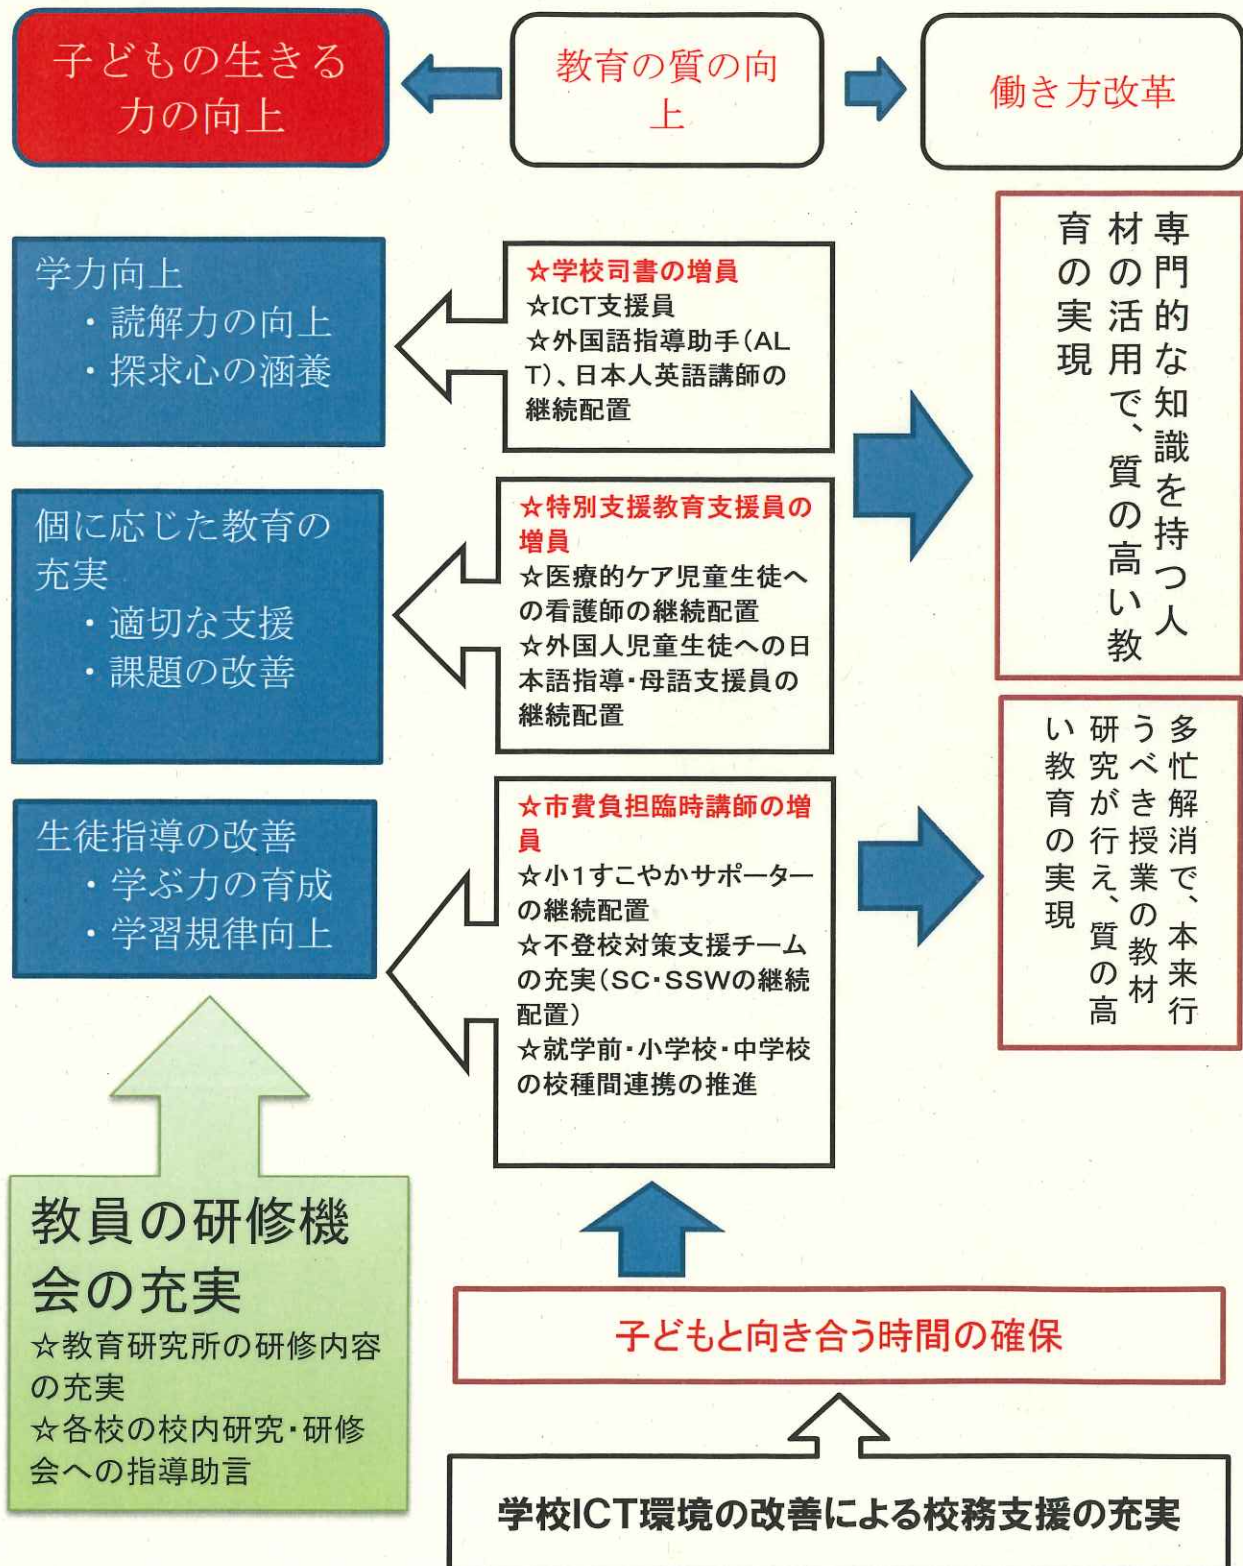 子どもの生きる
力の向上
教育の質の向
上
働き方改革
学力向上
・読解力の向上
・探求心の涵養
☆学校司書の増員
☆ICT支援員
☆外国語指導助手(AL
T)、日本人英語講師の
継続配置
専門的な知識を持つ人
材の活用で、質の高い教
育の実現
個に応じた教育の
充実
・適切な支援
・課題の改善
☆特別支援教育支援員の
増員
☆医療的ケア児童生徒へ
の看護師の継続配置
☆外国人児童生徒への日
本語指導・母語支援員の
継続配置
生徒指導の改善
・学ぶ力の育成
・学習規律向上
☆市費負担臨時講師の増
員
☆小1すこやかサポーター
の継続配置
☆不登校対策支援チーム
の充実(SC・SSWの継続
配置)
☆就学前・小学校・中学校
の校種間連携の推進
多忙解消で、本来行
うべき授業の教材
研究が行え、質の高
い教育の実現
教員の研修機
会の充実
☆教育研究所の研修内容
の充実
☆各校の校内研究・研修
会への指導助言
子どもと向き合う時間の確保
学校ICT環境の改善による校務支援の充実